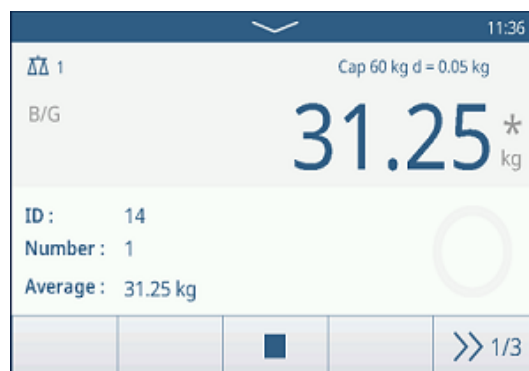 11:36
1 Cap 60 kg d = 0.05 kg
B/G 31.25 * kg
ID : 14
Number : 1
Average : 31.25 kg
1/3